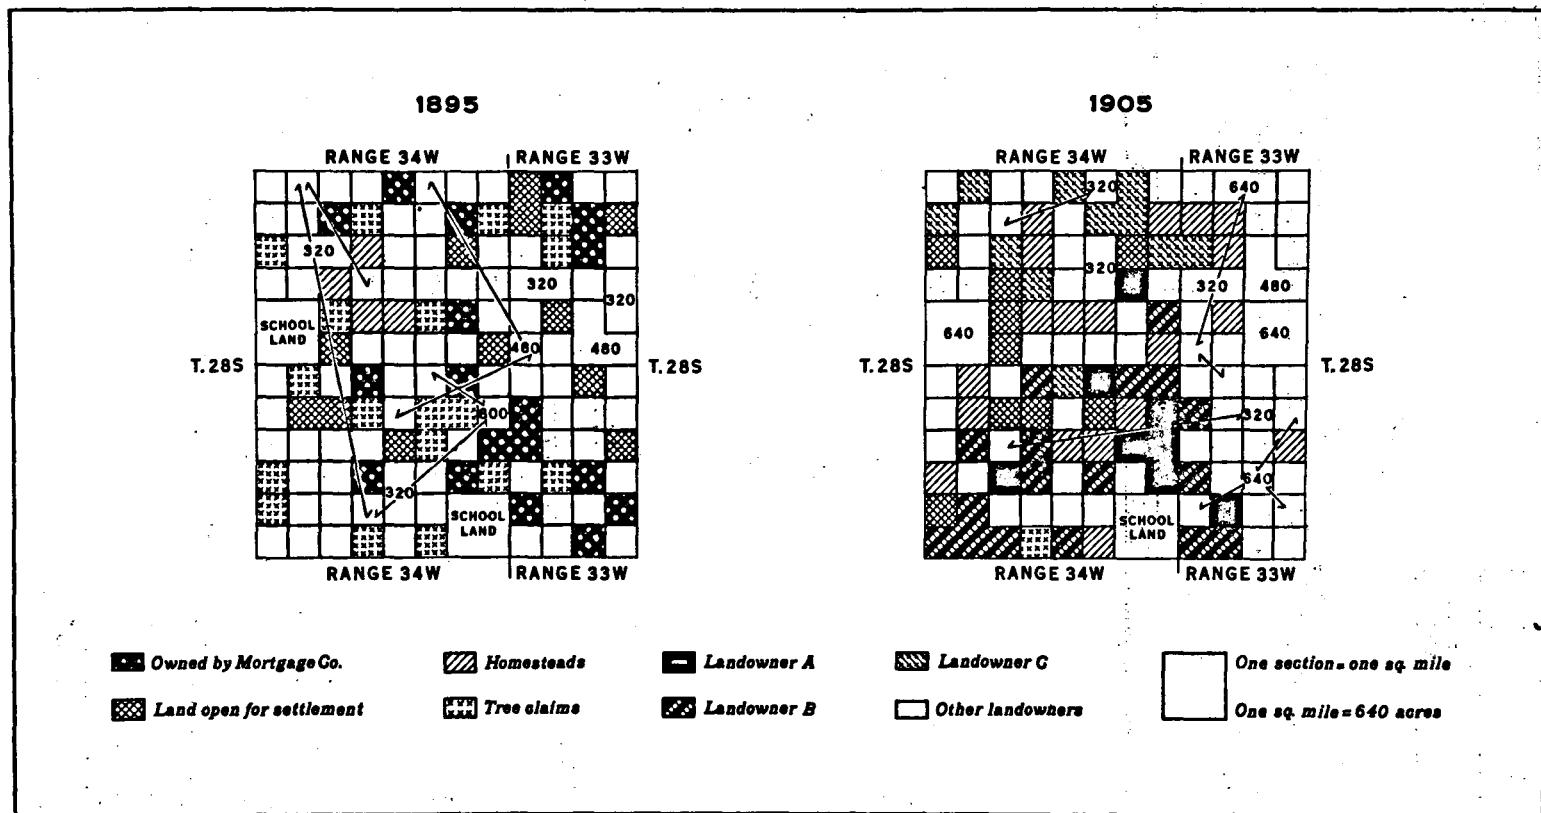 1895
RANGE 34W RANGE 33W
320
320
320
SCHOOL LAND
480
480
T. 28S
T. 28S
600
320
SCHOOL LAND
RANGE 34W RANGE 33W
1905
RANGE 34W RANGE 33W
320
640
320
320
480
640
640
T. 28S
T. 28S
320
640
SCHOOL LAND
RANGE 34W RANGE 33W
Owned by Mortgage Co.
Homesteads
Landowner A
Landowner C
One section = one sq. mile
Land open for settlement
Tree claims
Landowner B
Other landowners
One sq. mile = 640 acres